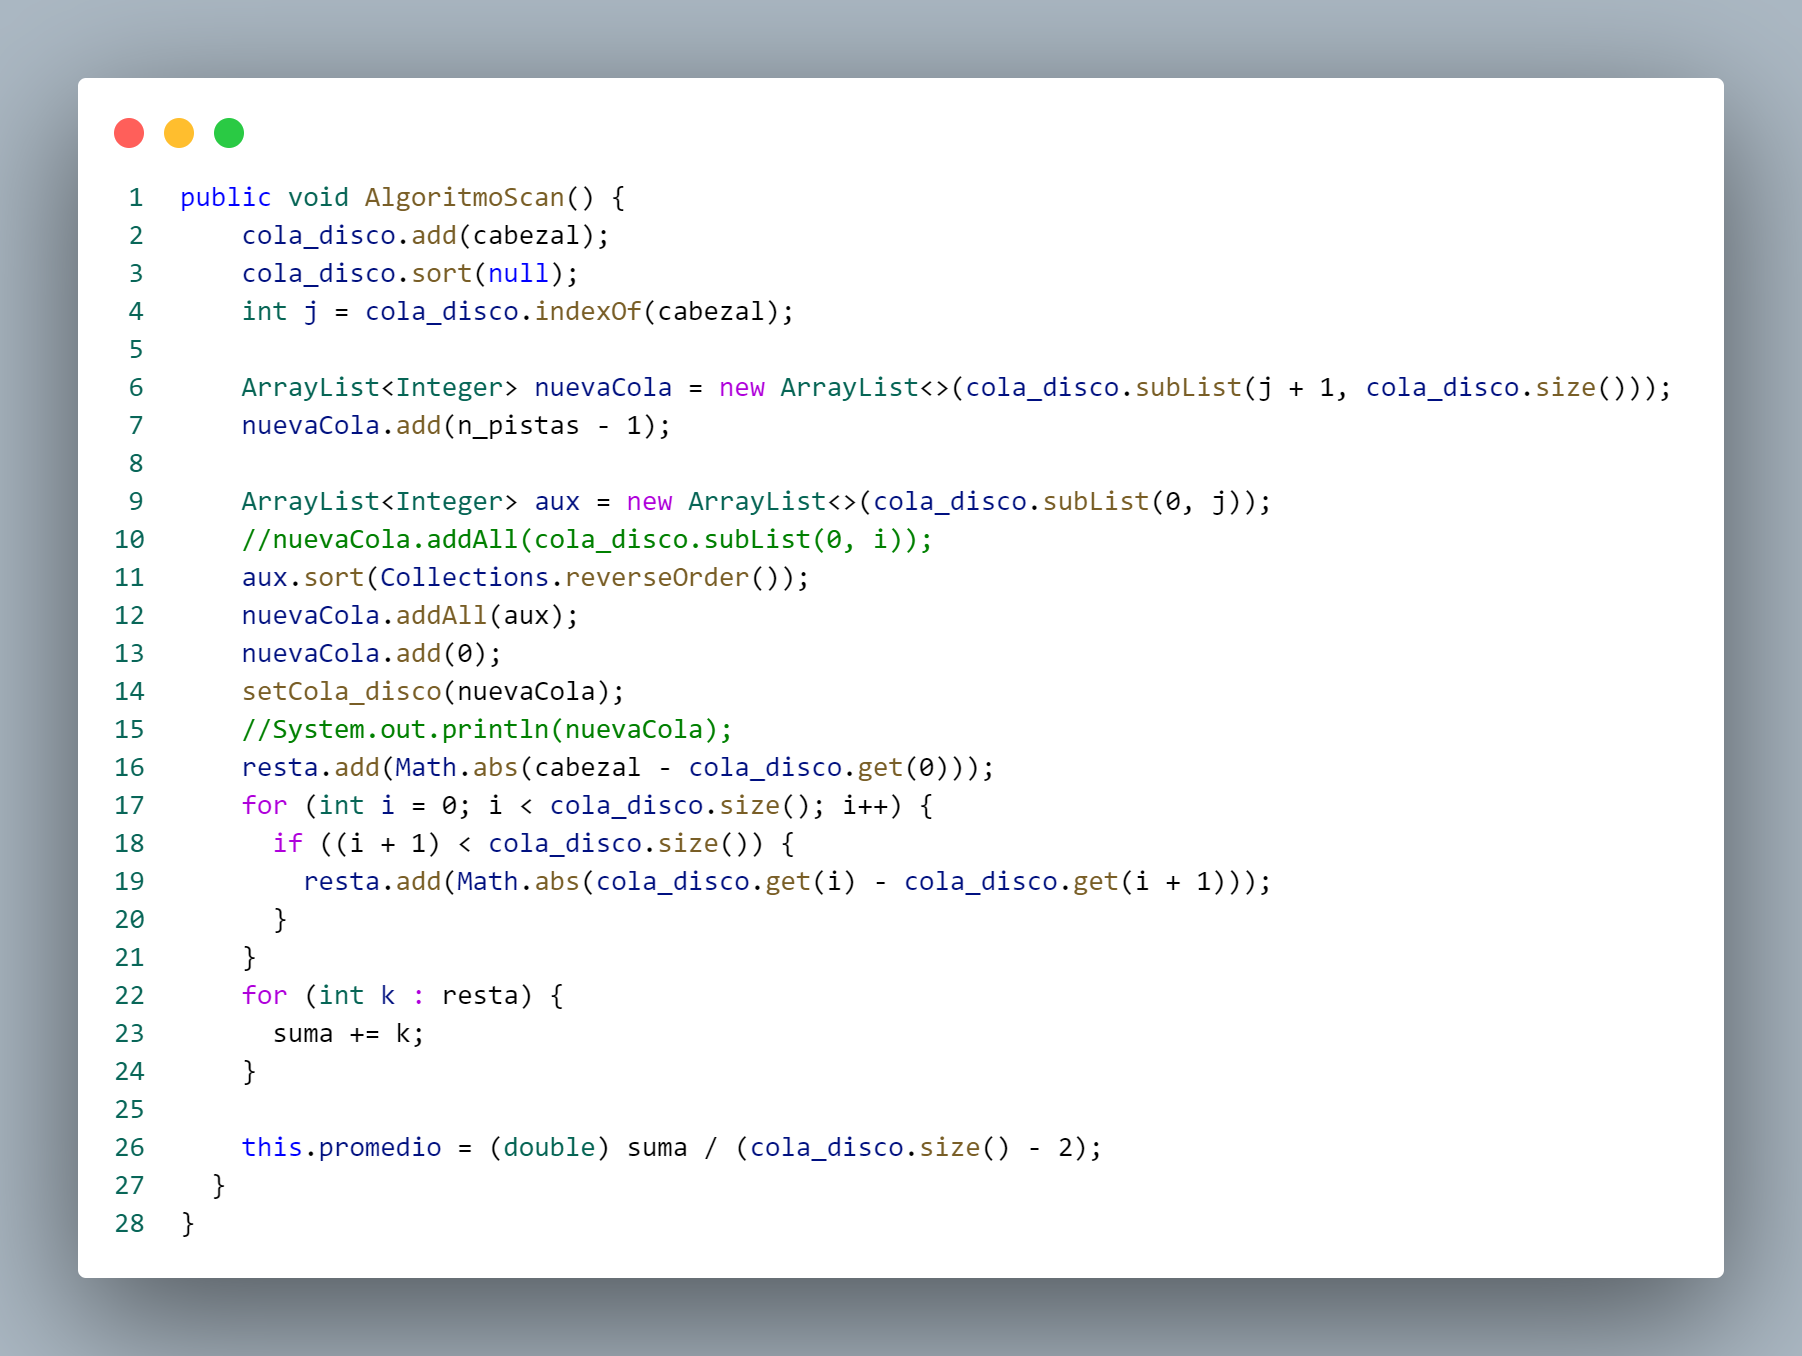 1 public void AlgoritmoScan() {
2 cola_disco.add(cabezal);
3 cola_disco.sort(null);
4 int j = cola_disco.indexOf(cabezal);
5
6 ArrayList<Integer> nuevaCola = new ArrayList<>(cola_disco.subList(j + 1, cola_disco.size()));
7 nuevaCola.add(n_pistas - 1);
8
9 ArrayList<Integer> aux = new ArrayList<>(cola_disco.subList(0, j));
10 //nuevaCola.addAll(cola_disco.subList(0, i));
11 aux.sort(Collections.reverseOrder());
12 nuevaCola.addAll(aux);
13 nuevaCola.add(0);
14 setCola_disco(nuevaCola);
15 //System.out.println(nuevaCola);
16 resta.add(Math.abs(cabezal - cola_disco.get(0)));
17 for (int i = 0; i < cola_disco.size(); i++) {
18 if ((i + 1) < cola_disco.size()) {
19 resta.add(Math.abs(cola_disco.get(i) - cola_disco.get(i + 1)));
20 }
21 }
22 for (int k : resta) {
23 suma += k;
24 }
25
26 this.promedio = (double) suma / (cola_disco.size() - 2);
27 }
28 }